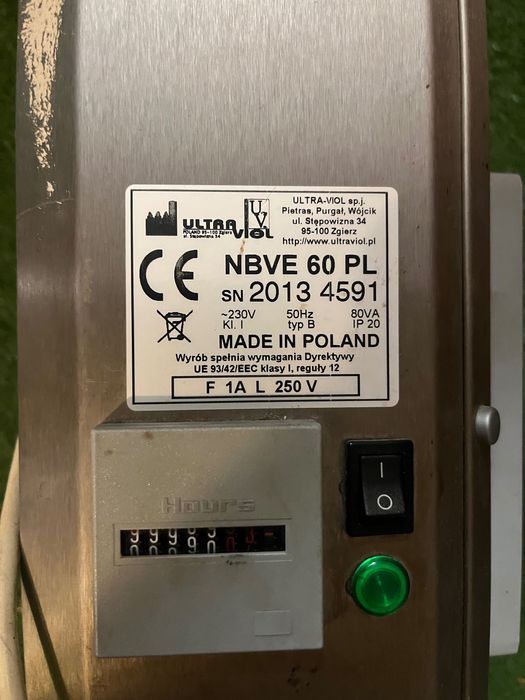 ULTRA VIOL
POLAND 95-100 Zgierz
ul. Stępowizna 34
UV
ULTRA-VIOL sp.j.
Pietras, Purgał, Wójcik
ul. Stępowizna 34
95-100 Zgierz
http://www.ultraviol.pl
CE
NBVE 60 PL
SN 2013 4591
~230V 50Hz 80VA
Kl. I typ B IP 20
MADE IN POLAND
Wyrób spełnia wymagania Dyrektywy
UE 93/42/EEC klasy I, reguły 12
F 1A L 250 V
Hours
I
O